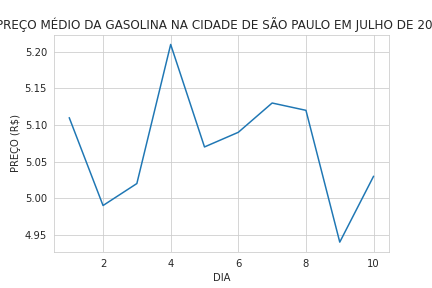 PREÇO MÉDIO DA GASOLINA NA CIDADE DE SÃO PAULO EM JULHO DE 20
5.20
5.15
5.10
5.05
5.00
4.95
PREÇO (R$)
2 4 6 8 10
DIA